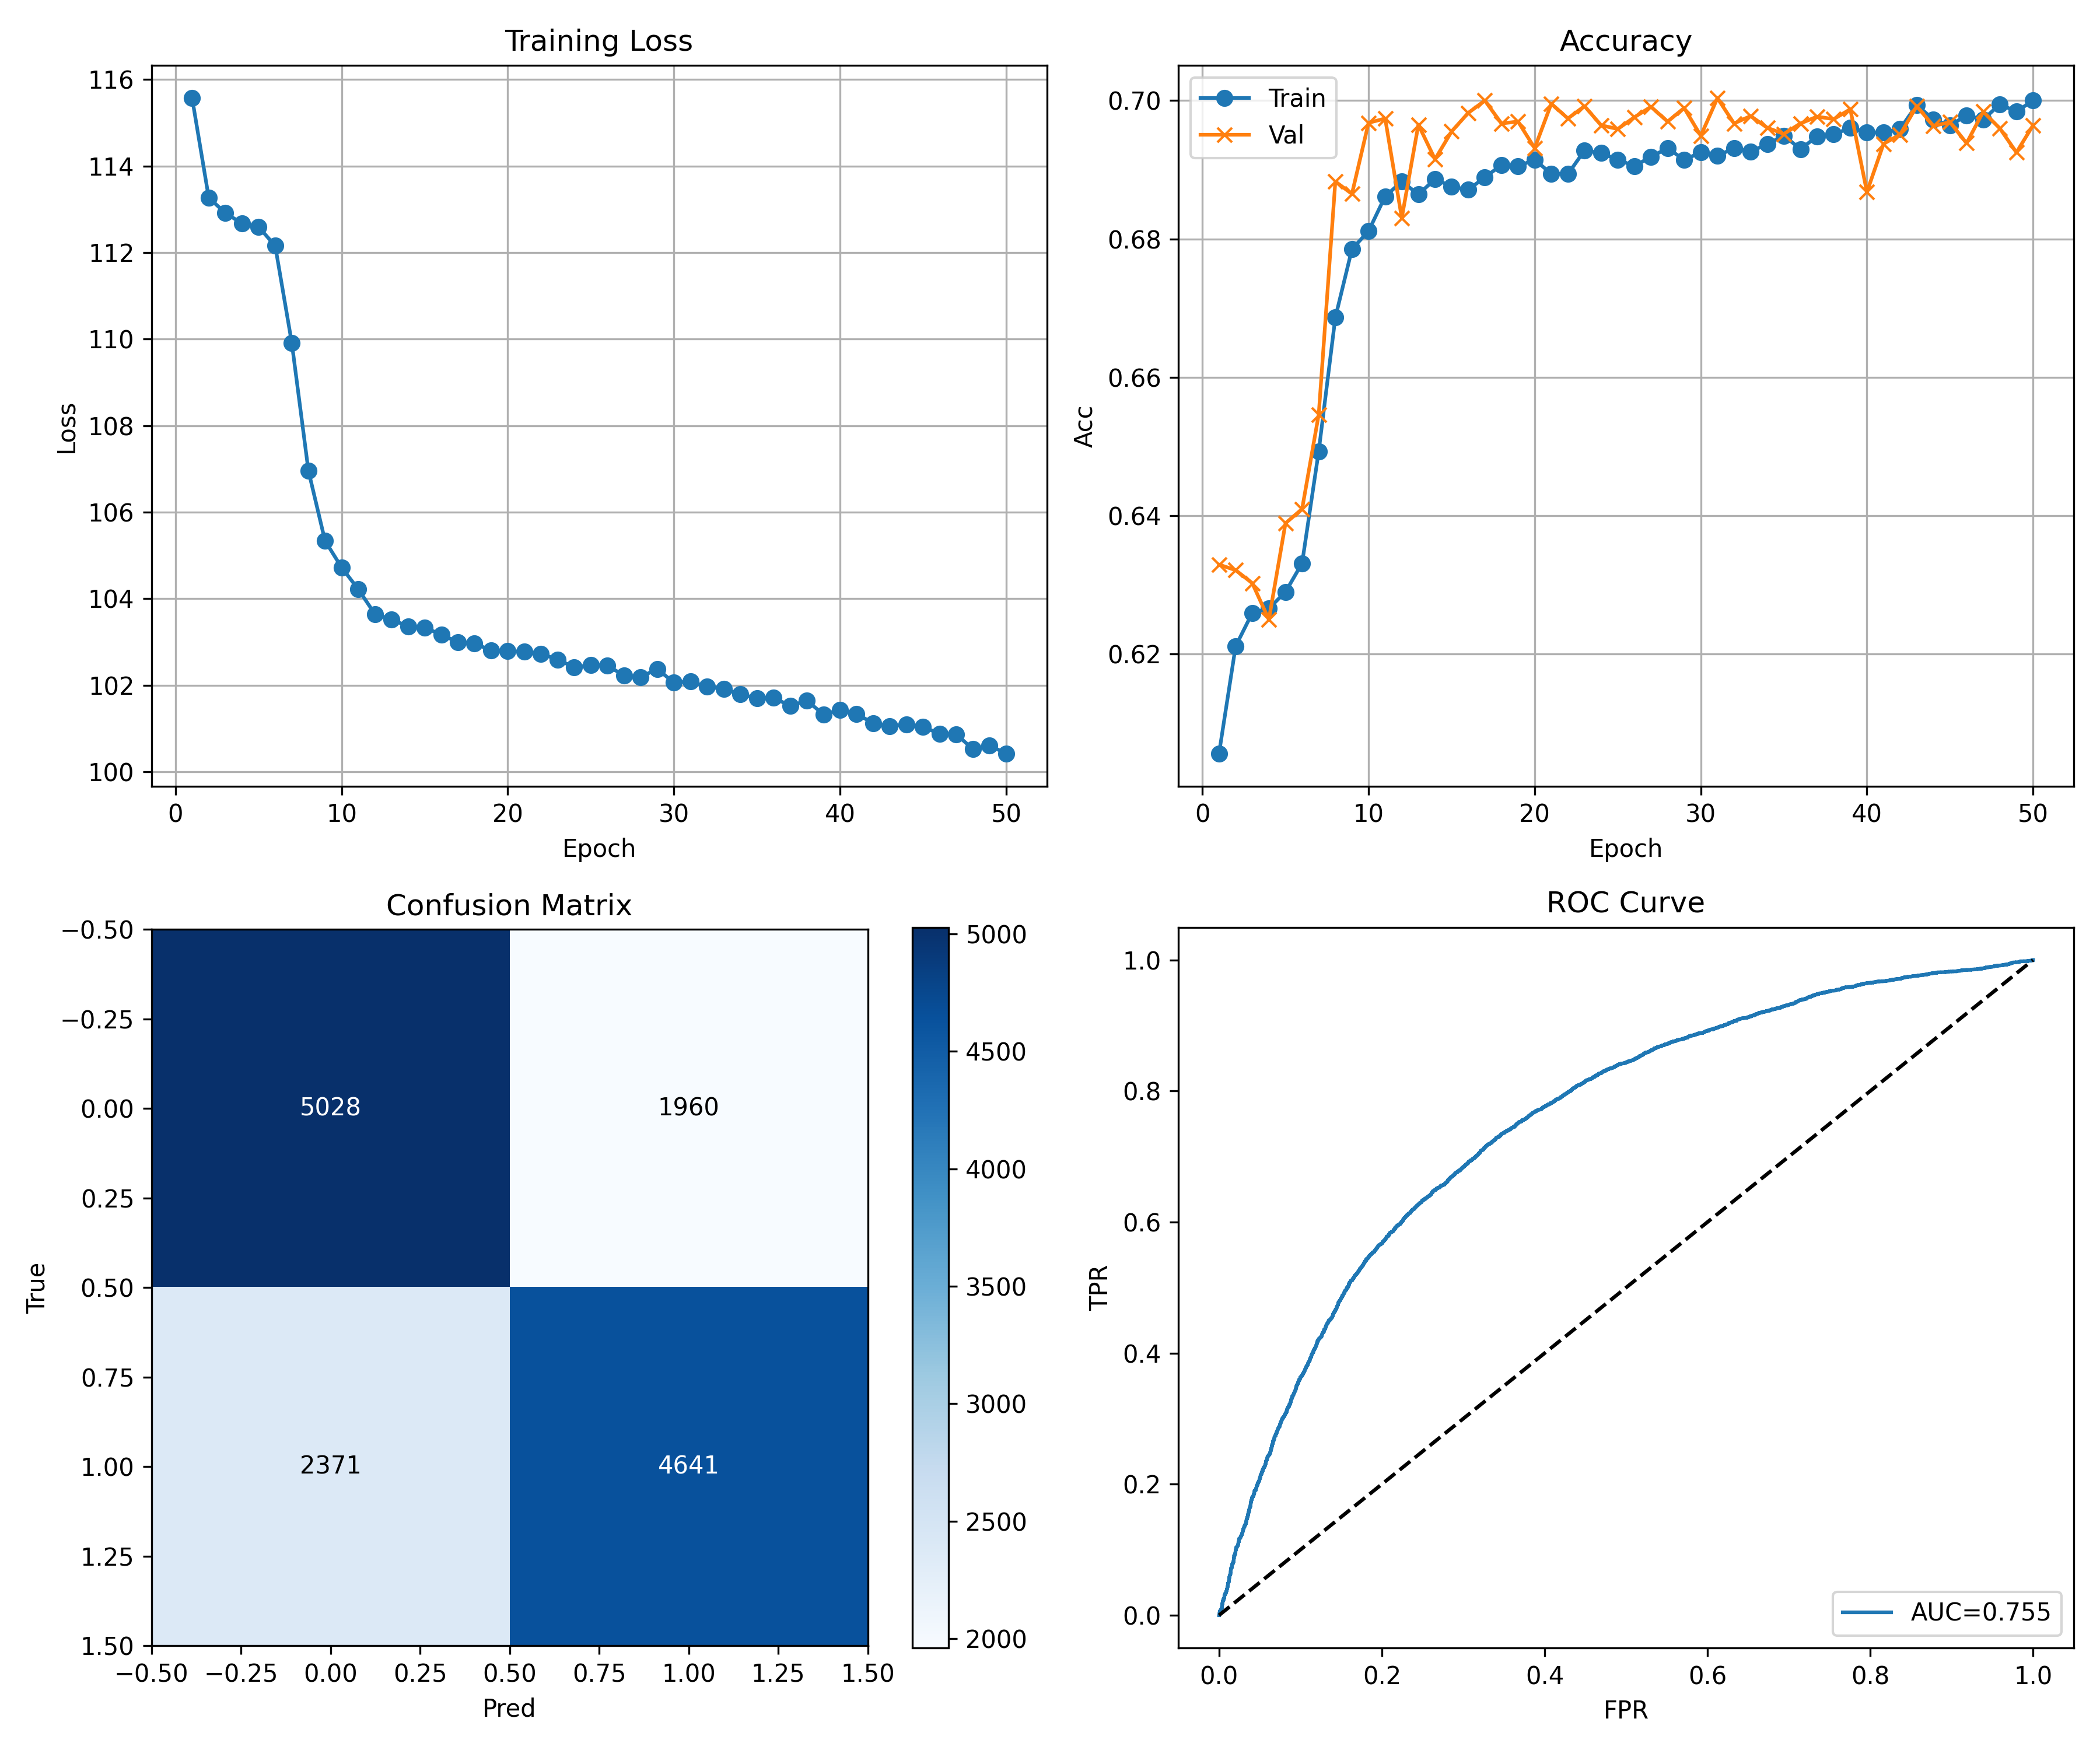 Training Loss
116
114
112
110
108
106
104
102
100
Loss
0 10 20 30 40 50
Epoch
Accuracy
Train
Val
0.70
0.68
0.66
0.64
0.62
Acc
0 10 20 30 40 50
Epoch
Confusion Matrix
−0.50
−0.25
0.00
0.25
0.50
0.75
1.00
1.25
1.50
True
5028 1960
2371 4641
−0.50 −0.25 0.00 0.25 0.50 0.75 1.00 1.25 1.50
Pred
5000
4500
4000
3500
3000
2500
2000
ROC Curve
1.0
0.8
0.6
0.4
0.2
0.0
TPR
AUC=0.755
0.0 0.2 0.4 0.6 0.8 1.0
FPR